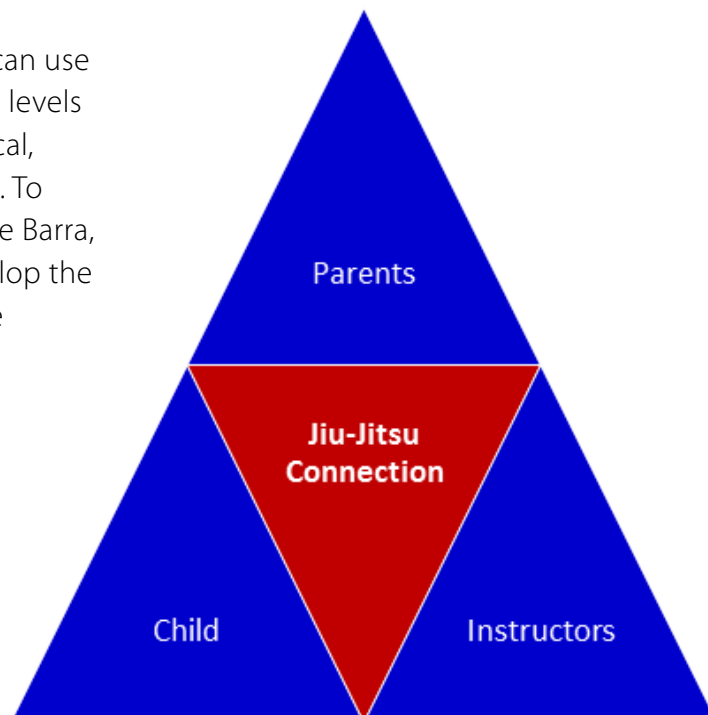 can use
levels
cal,
. To
e Barra,
lop the
e
Parents
Jiu-Jitsu
Connection
Child
Instructors